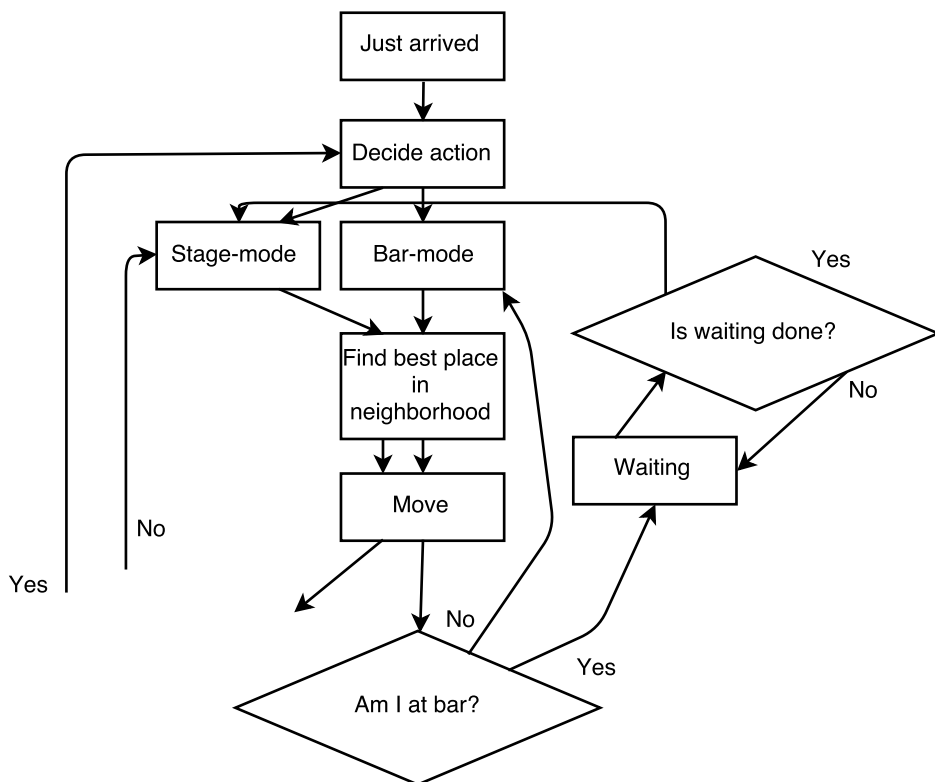 Just arrived
Decide action
Stage-mode
Bar-mode
Yes
Is waiting done?
Find best place
in
neighborhood
No
Waiting
Move
No
Yes
No
Yes
Am I at bar?